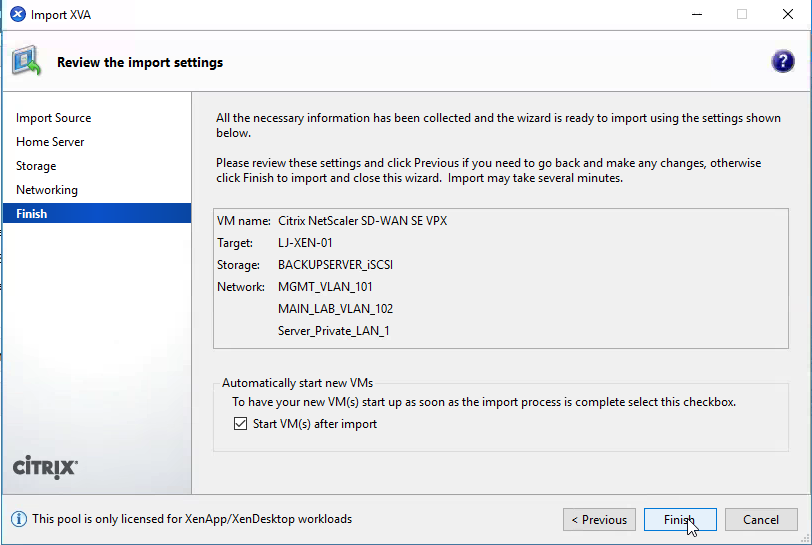 Import XVA
Review the import settings
?
Import Source
Home Server
Storage
Networking
Finish
All the necessary information has been collected and the wizard is ready to import using the settings shown
below.
Please review these settings and click Previous if you need to go back and make any changes, otherwise
click Finish to import and close this wizard.  Import may take several minutes.
VM name: Citrix NetScaler SD-WAN SE VPX
Target: LJ-XEN-01
Storage: BACKUPSERVER_iSCSI
Network: MGMT_VLAN_101
MAIN_LAB_VLAN_102
Server_Private_LAN_1
Automatically start new VMs
To have your new VM(s) start up as soon as the import process is complete select this checkbox.
Start VM(s) after import
CITRIX
This pool is only licensed for XenApp/XenDesktop workloads
< Previous
Finish
Cancel